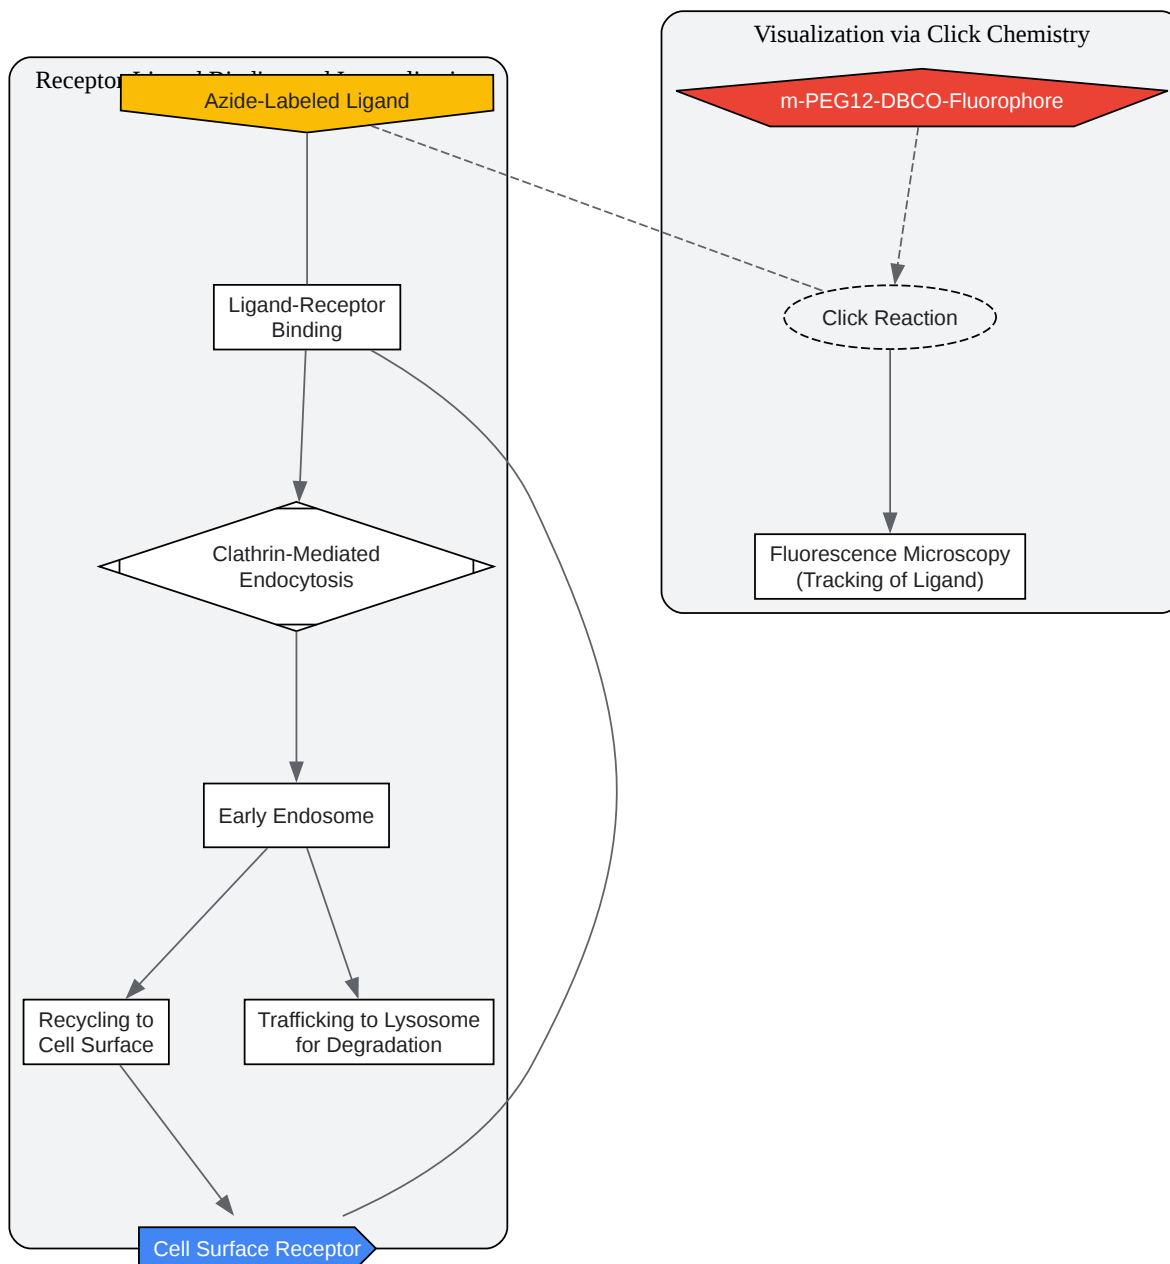 Receptor
Azide-Labeled Ligand
Ligand-Receptor
Binding
Clathrin-Mediated
Endocytosis
Early Endosome
Recycling to
Cell Surface
Trafficking to Lysosome
for Degradation
Cell Surface Receptor
Visualization via Click Chemistry
m-PEG12-DBCO-Fluorophore
Click Reaction
Fluorescence Microscopy
(Tracking of Ligand)